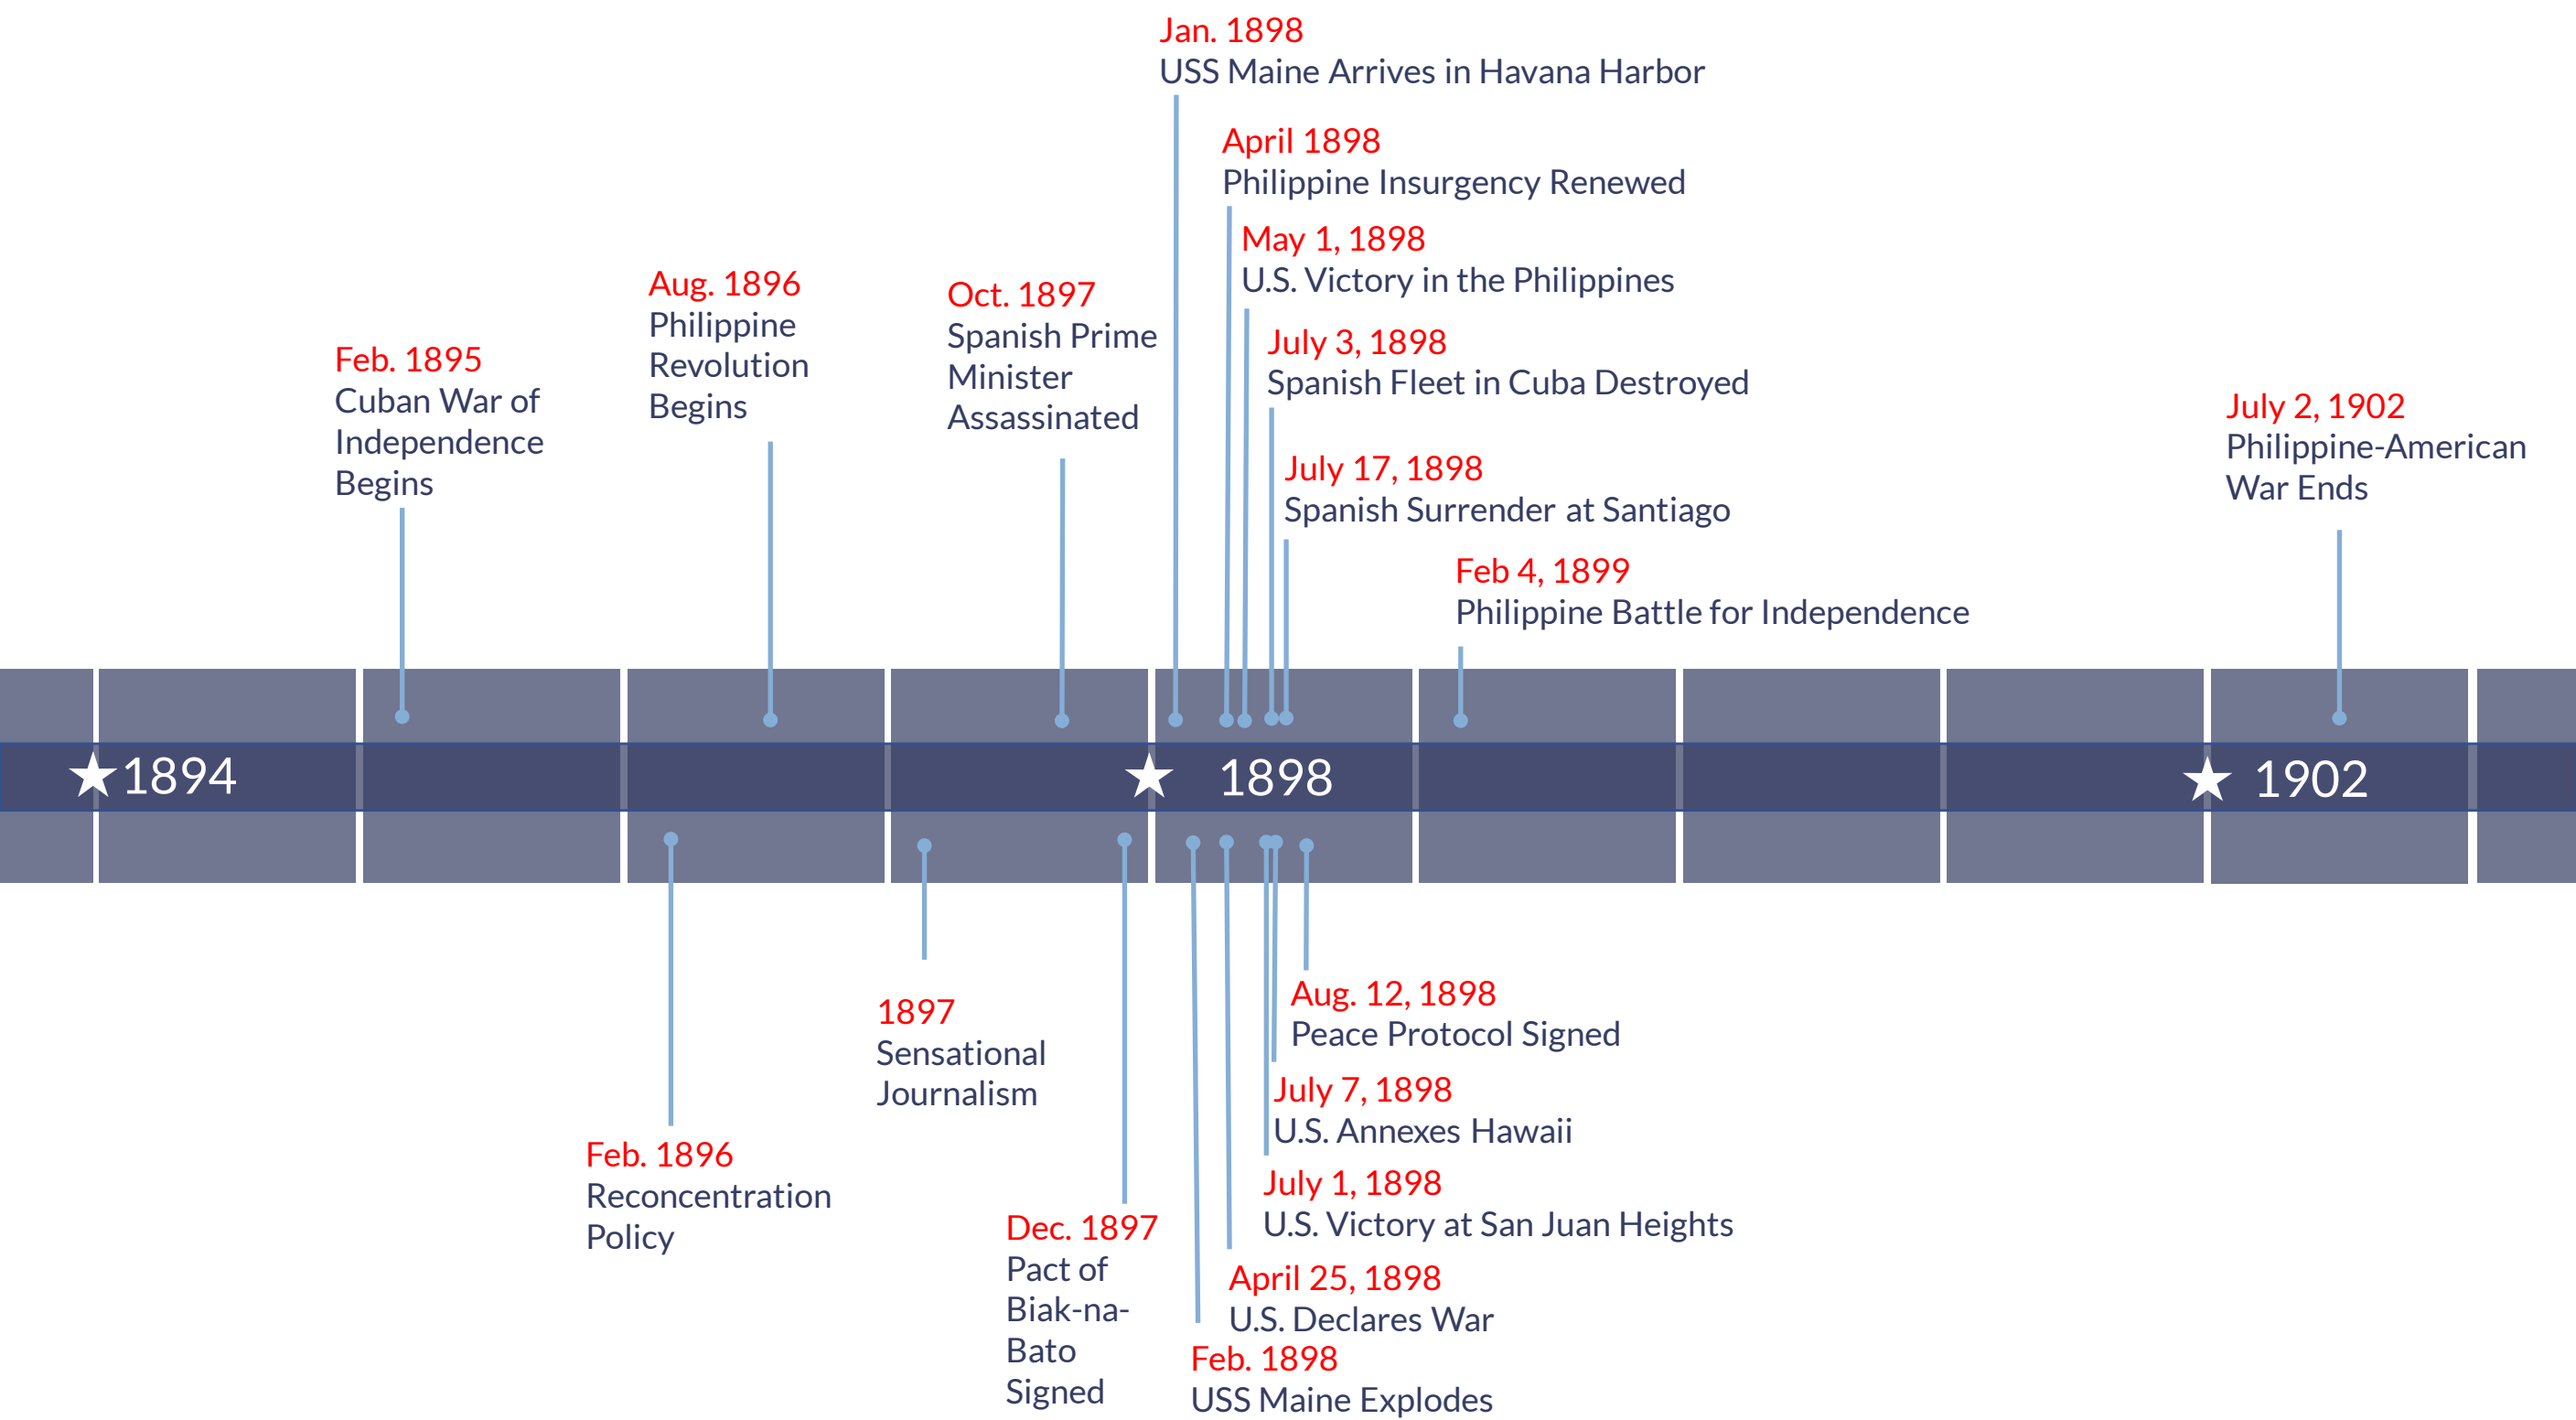 Jan. 1898
USS Maine Arrives in Havana Harbor
April 1898
Philippine Insurgency Renewed
May 1, 1898
U.S. Victory in the Philippines
Aug. 1896
Philippine
Revolution
Begins
Oct. 1897
Spanish Prime
Minister
Assassinated
July 3, 1898
Spanish Fleet in Cuba Destroyed
Feb. 1895
Cuban War of
Independence
Begins
July 17, 1898
Spanish Surrender at Santiago
July 2, 1902
Philippine-American
War Ends
Feb 4, 1899
Philippine Battle for Independence
1894
1898
1902
1897
Sensational
Journalism
Aug. 12, 1898
Peace Protocol Signed
July 7, 1898
U.S. Annexes Hawaii
Feb. 1896
Reconcentration
Policy
July 1, 1898
U.S. Victory at San Juan Heights
Dec. 1897
Pact of
Biak-na-
Bato
Signed
April 25, 1898
U.S. Declares War
Feb. 1898
USS Maine Explodes